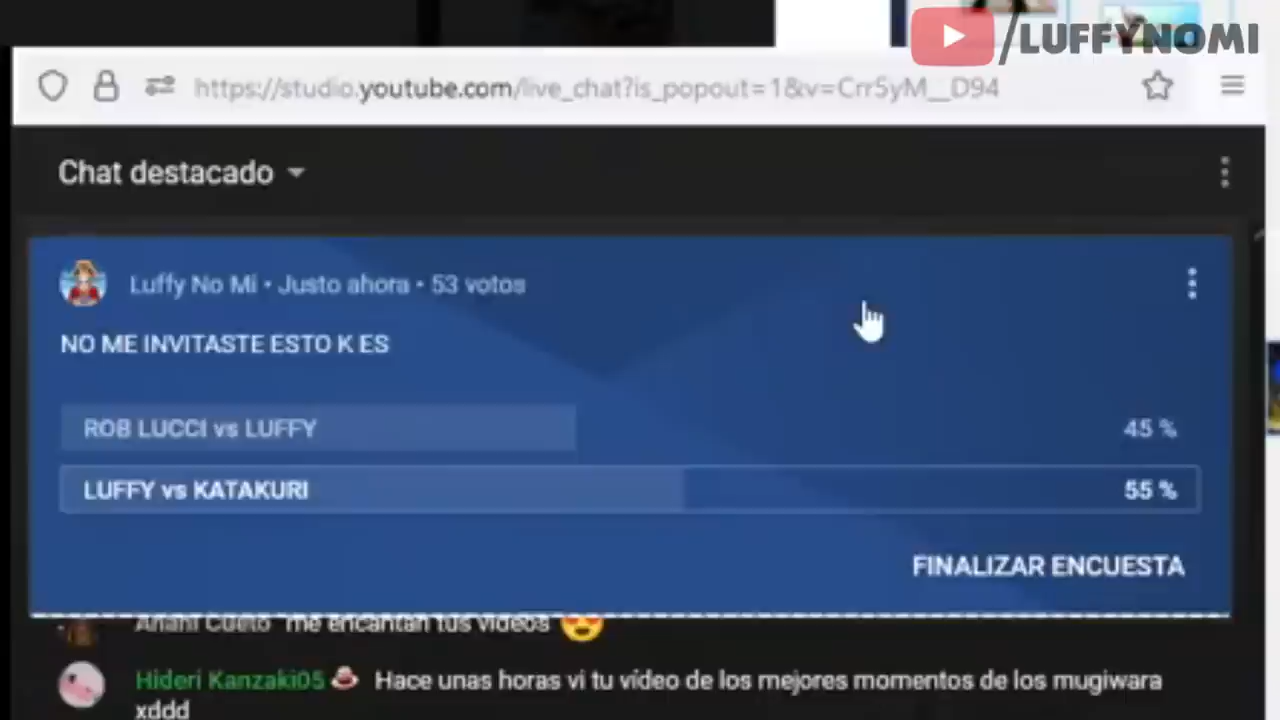 /LUFFYNOMI
https://studio.youtube.com/live_chat?is_popout=1&v=Crr5yM__D94
Chat destacado
Luffy No Mi • Justo ahora • 53 votos
NO ME INVITASTE ESTO K ES
ROB LUCCI vs LUFFY 45 %
LUFFY vs KATAKURI 55 %
FINALIZAR ENCUESTA
Anahi Cueto me encantan tus videos
Hideri Kanzaki05 Hace unas horas vi tu video de los mejores momentos de los mugiwara
xddd